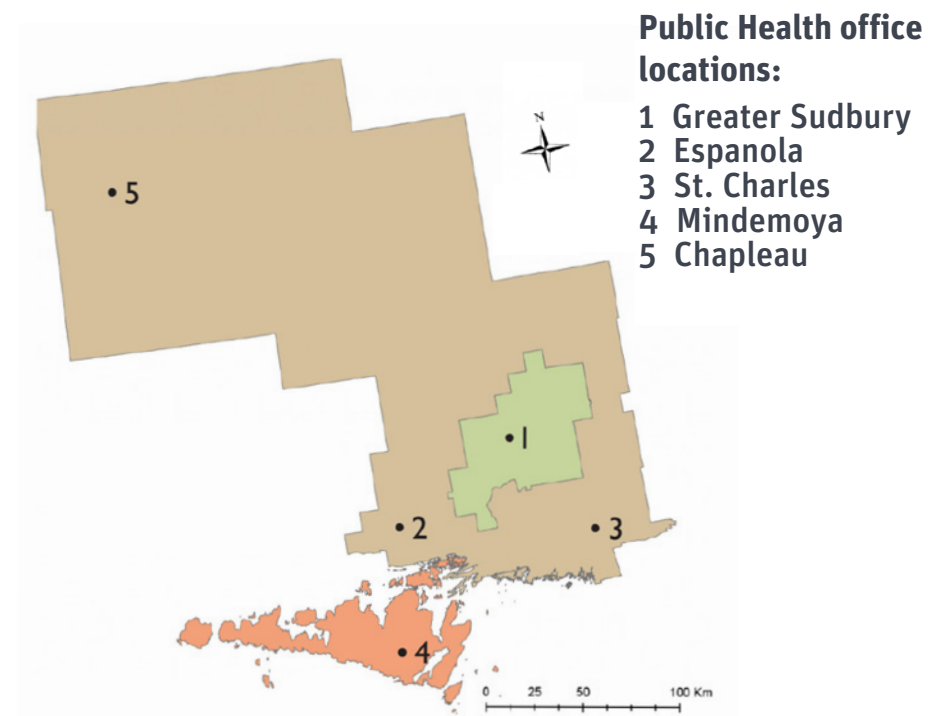 Public Health office
locations:
1 Greater Sudbury
2 Espanola
3 St. Charles
4 Mindemoya
5 Chapleau
N
5
1
2
3
4
0 25 50 100 Km